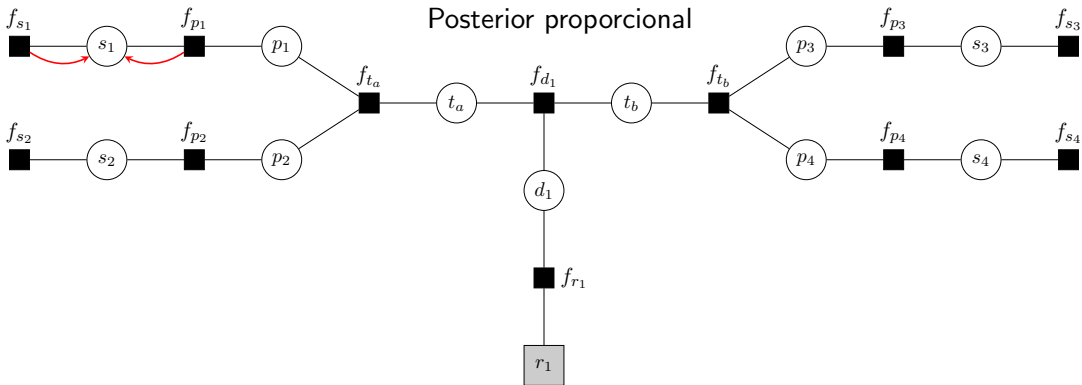 Posterior proporcional
f_{s_1} f_{p_1} f_{p_3} f_{s_3}
s_1 p_1 p_3 s_3
f_{t_a} f_{d_1} f_{t_b}
t_a t_b
f_{s_2} f_{p_2} f_{p_4} f_{s_4}
s_2 p_2 p_4 s_4
d_1
f_{r_1}
r_1